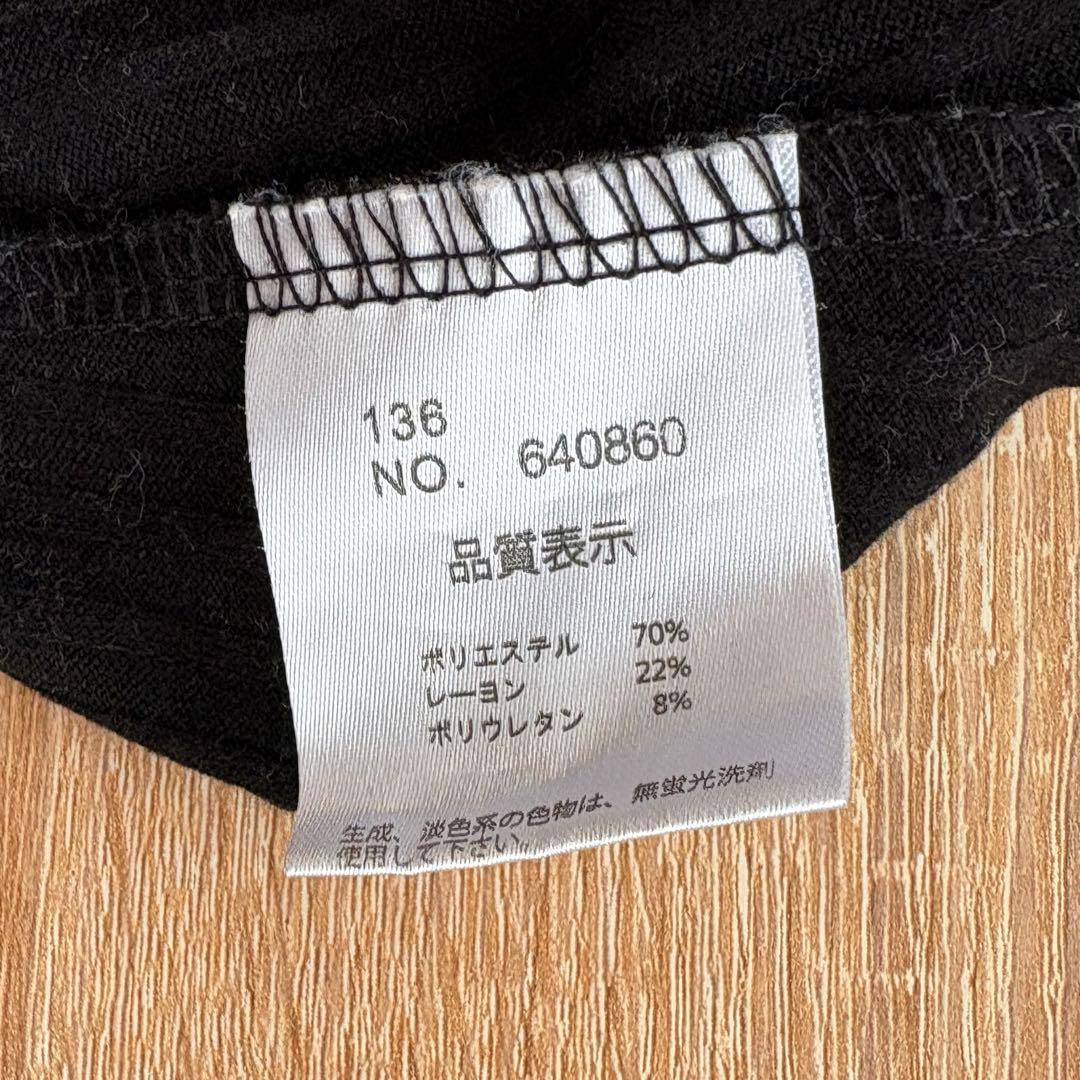 136
NO. 640860
品質表示
ポリエステル 70%
レーヨン 22%
ポリウレタン 8%
生成、淡色系の色物は、無蛍光洗剤
使用して下さい。